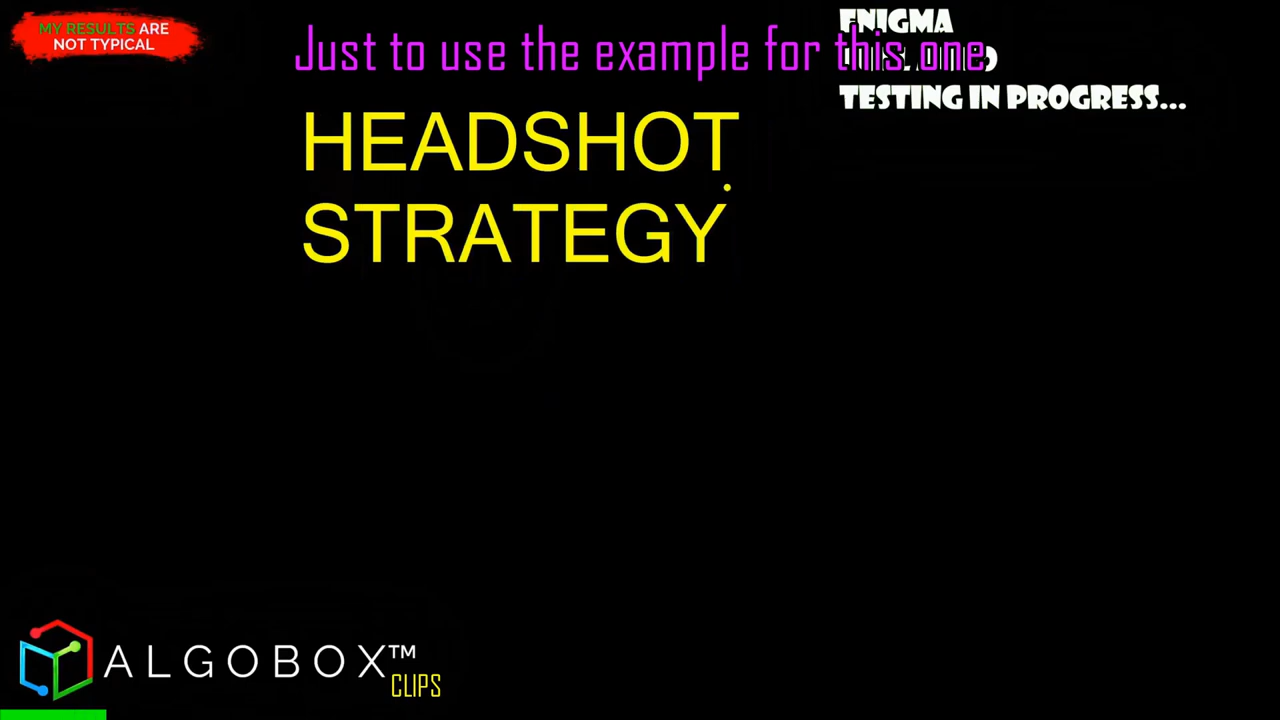 MY RESULTS ARE
NOT TYPICAL
Just to use the example for this one
ENIGMA
TESTING IN PROGRESS...
HEADSHOT
STRATEGY
ALGOBOX™
CLIPS